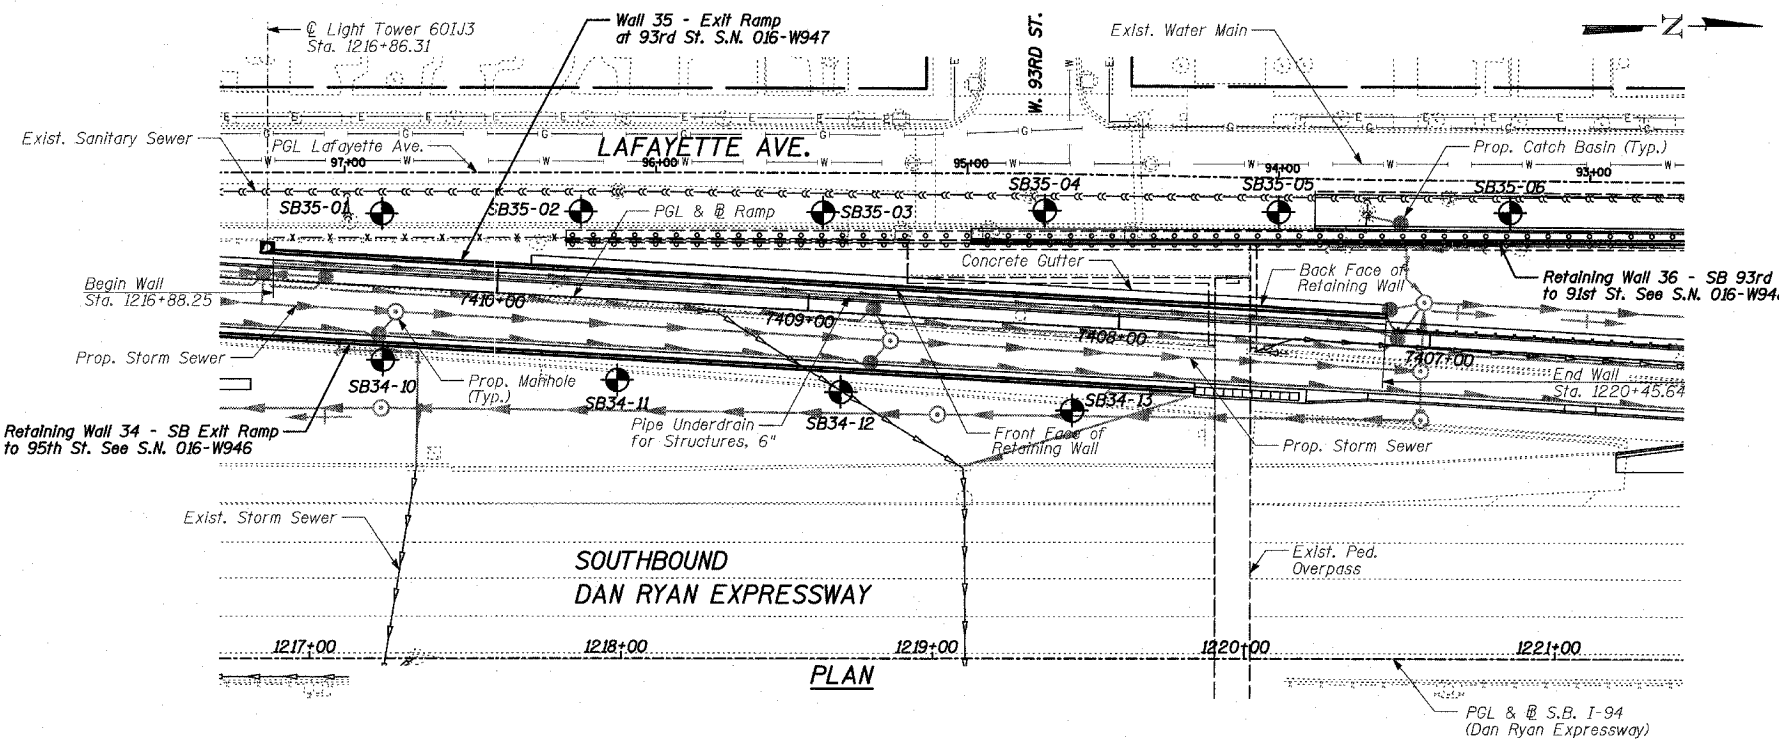 ℄ Light Tower 60IJ3
Sta. 1216+86.31
Wall 35 - Exit Ramp
at 93rd St. S.N. 016-W947
W. 93RD ST.
Exist. Water Main
Z
Exist. Sanitary Sewer
PGL Lafayette Ave.
LAFAYETTE AVE.
Prop. Catch Basin (Typ.)
97+00
96+00
95+00
94+00
93+00
SB35-01
SB35-02
PGL & ⅊ Ramp
SB35-03
SB35-04
SB35-05
SB35-06
Begin Wall
Sta. 1216+88.25
Concrete Gutter
Back Face of
Retaining Wall
Retaining Wall 36 - SB 93rd
to 91st St. See S.N. 016-W94
7410+00
7409+00
7408+00
7407+00
Prop. Storm Sewer
SB34-10
Prop. Manhole
(Typ.)
SB34-11
SB34-12
SB34-13
End Wall
Sta. 1220+45.64
Retaining Wall 34 - SB Exit Ramp
to 95th St. See S.N. 016-W946
Pipe Underdrain
for Structures, 6"
Front Face of
Retaining Wall
Prop. Storm Sewer
Exist. Storm Sewer
SOUTHBOUND
DAN RYAN EXPRESSWAY
Exist. Ped.
Overpass
1217+00
1218+00
1219+00
1220+00
1221+00
PLAN
PGL & ⅊ S.B. I-94
(Dan Ryan Expressway)